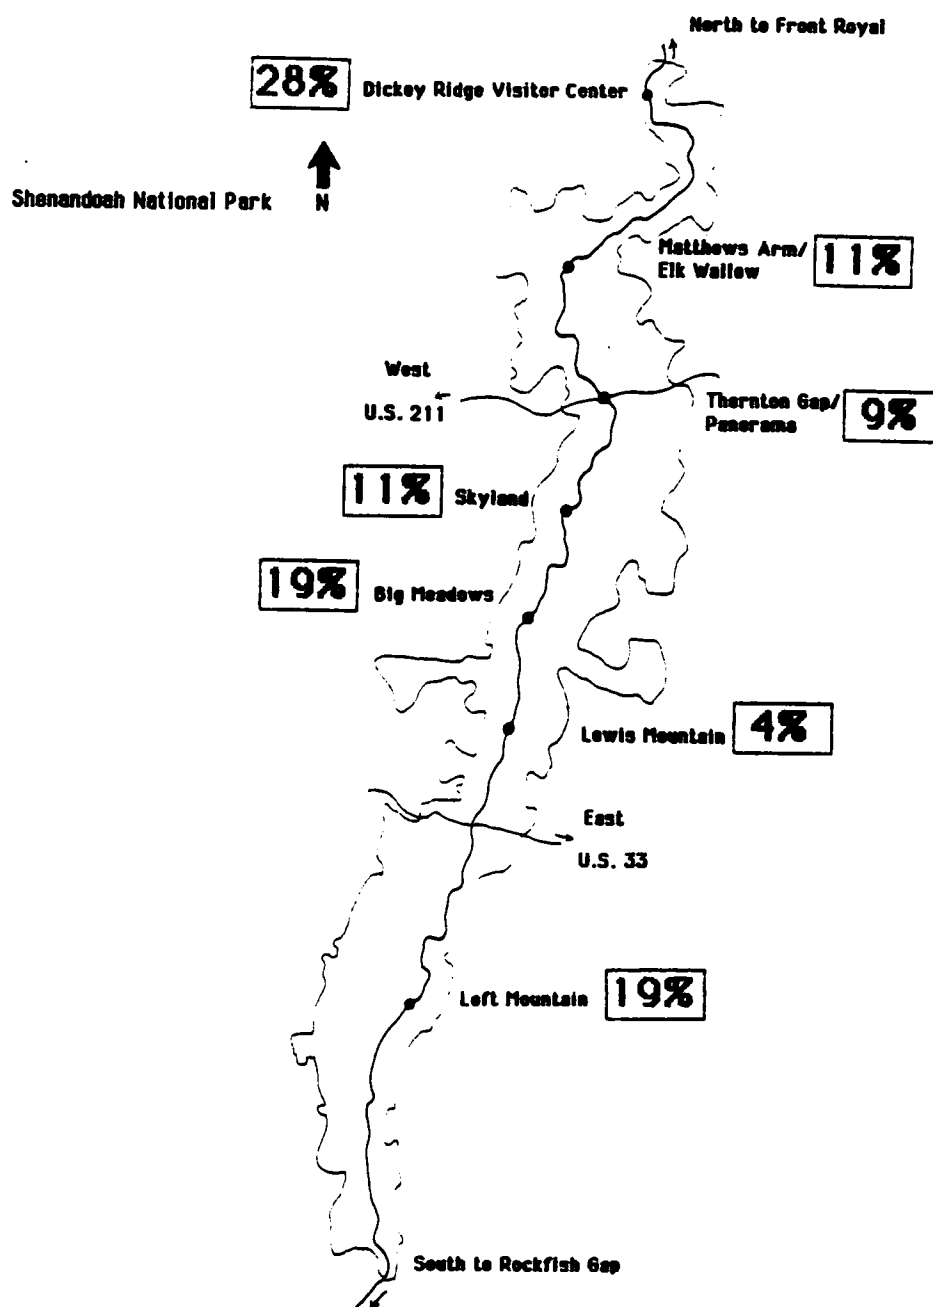 North to Front Royal
28% Dickey Ridge Visitor Center
N
Shenandoah National Park
Matthews Arm/
Elk Wallow
11%
West
U.S. 211
Thornton Gap/
Panorama
9%
11% Skyland
19% Big Meadows
Lewis Mountain 4%
East
U.S. 33
Loft Mountain 19%
South to Rockfish Gap